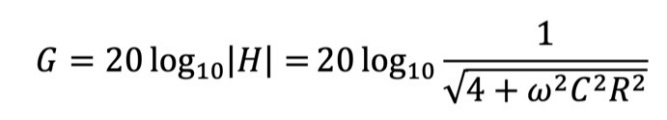 G = 20 log₁₀|H| = 20 log₁₀ 1/√(4 + ω²C²R²)